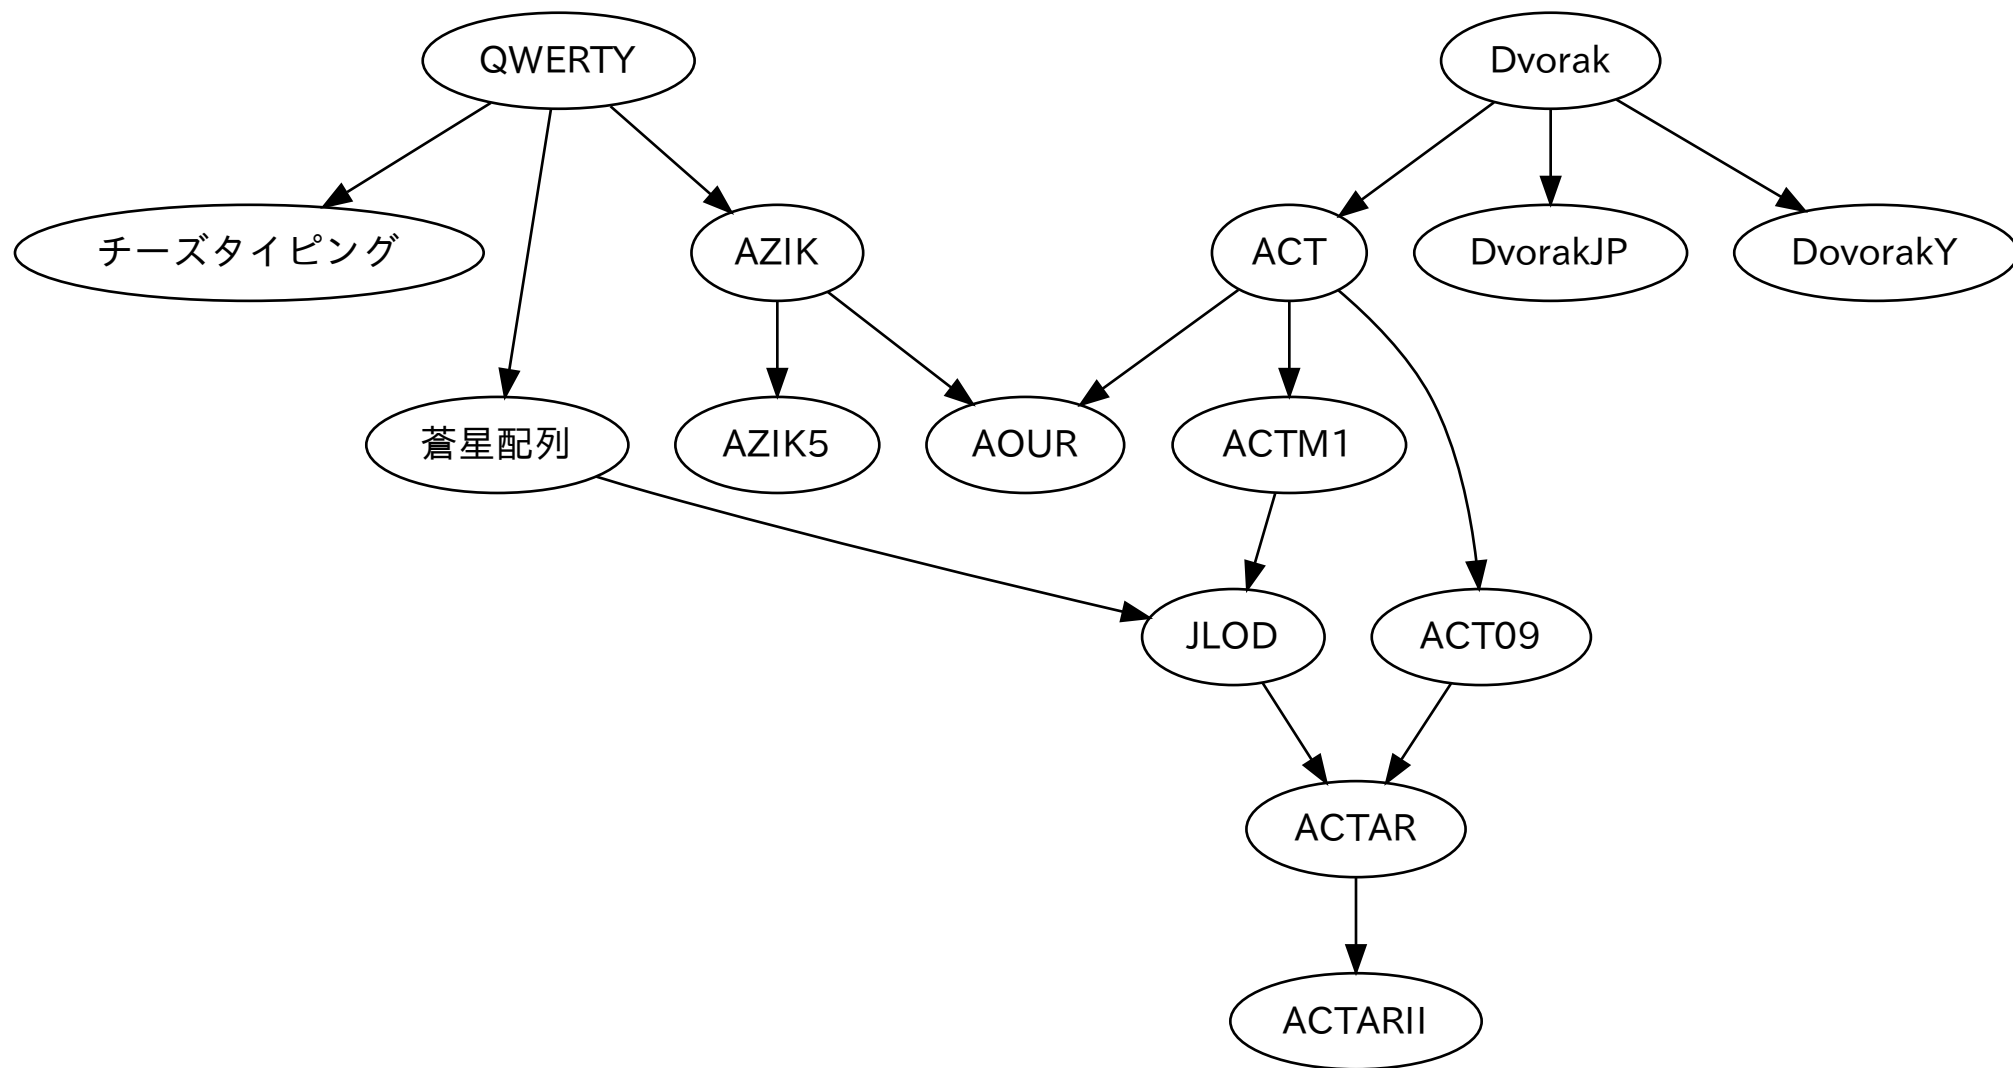 QWERTY
Dvorak
チーズタイピング
AZIK
ACT
DvorakJP
DovorakY
蒼星配列
AZIK5
AOUR
ACTM1
JLOD
ACT09
ACTAR
ACTARII